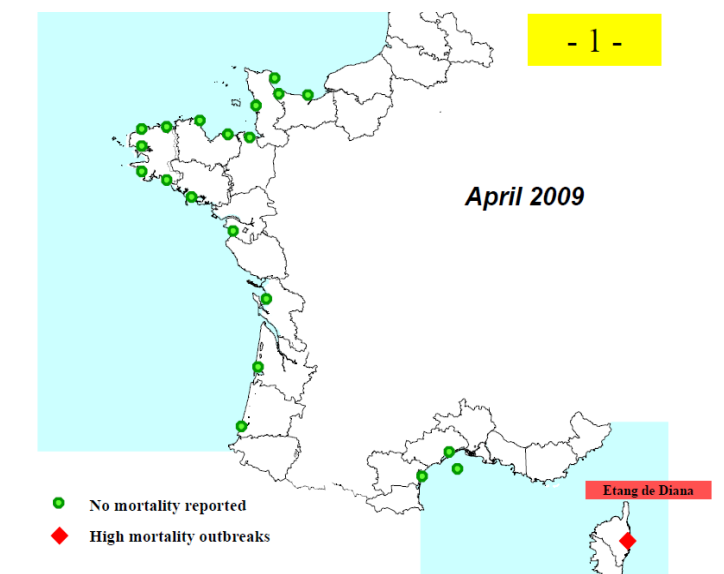 - 1 -
April 2009
Etang de Diana
No mortality reported
High mortality outbreaks